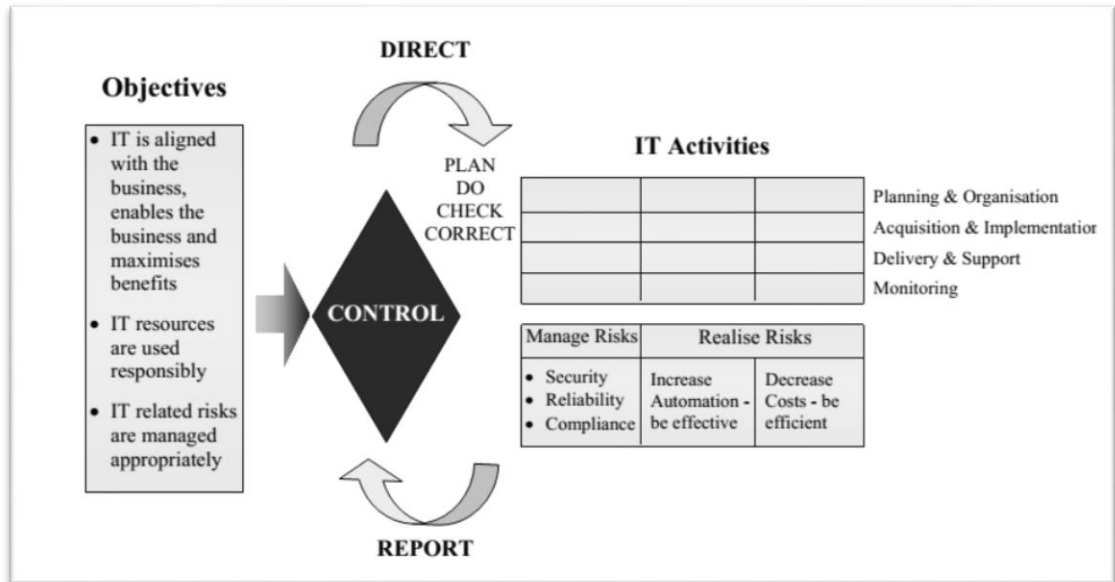 DIRECT
Objectives
• IT is aligned
with the
business,
enables the
business and
maximises
benefits
• IT resources
are used
responsibly
• IT related risks
are managed
appropriately
CONTROL
PLAN
DO
CHECK
CORRECT
IT Activities
Planning & Organisation
Acquisition & Implementation
Delivery & Support
Monitoring
Manage Risks
Realise Risks
• Security
• Reliability
• Compliance
Increase
Automation -
be effective
Decrease
Costs - be
efficient
REPORT